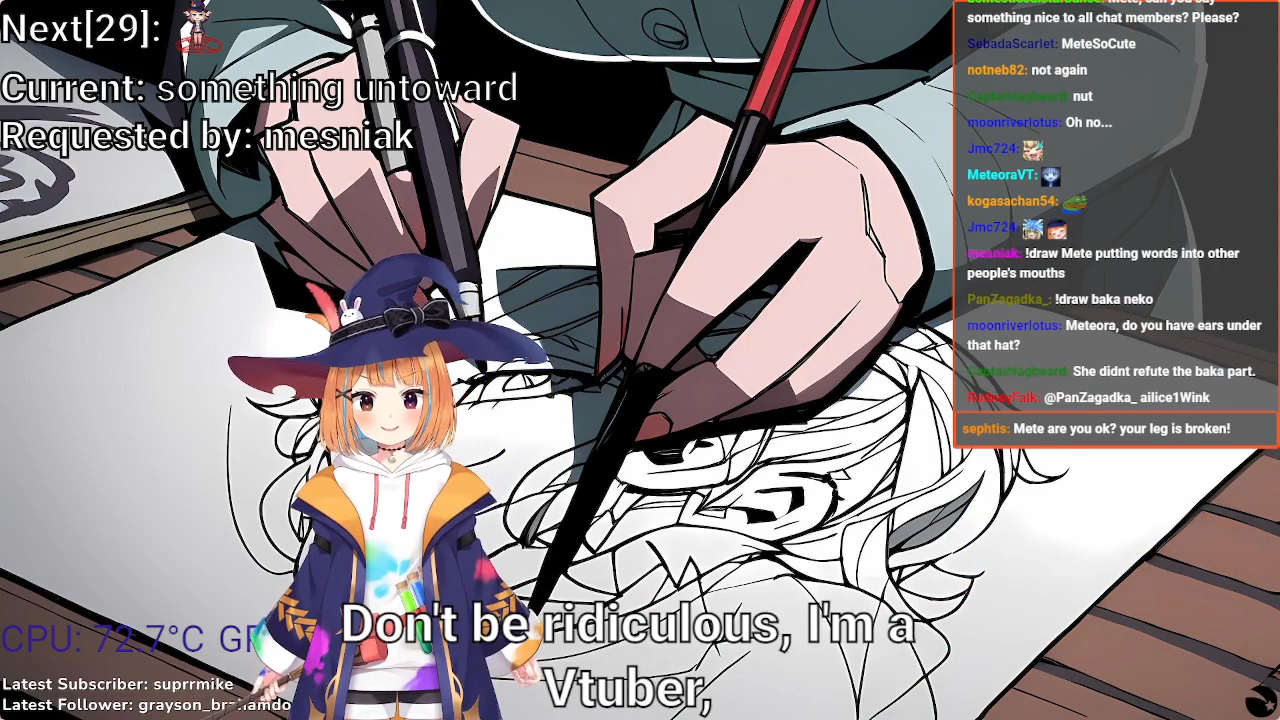 Next[29]:
Current: something untoward
Requested by: mesniak
something nice to all chat members? Please?
SebadaScarlet: MeteSoCute
notneb82: not again
Captaintagbeard: nut
moonriverlotus: Oh no...
Jmc724:
MeteoraVT:
kogasachan54:
Jmc724:
mesniak: !draw Mete putting words into other
people's mouths
PanZagadka_: !draw baka neko
moonriverlotus: Meteora, do you have ears under
that hat?
Captaintagbeard: She didnt refute the baka part.
RodneyFalk: @PanZagadka_ ailice1Wink
sephtis: Mete are you ok? your leg is broken!
Don't be ridiculous, I'm a
Vtuber,
CPU: 72.7°C
Latest Subscriber: suprrmike
Latest Follower: